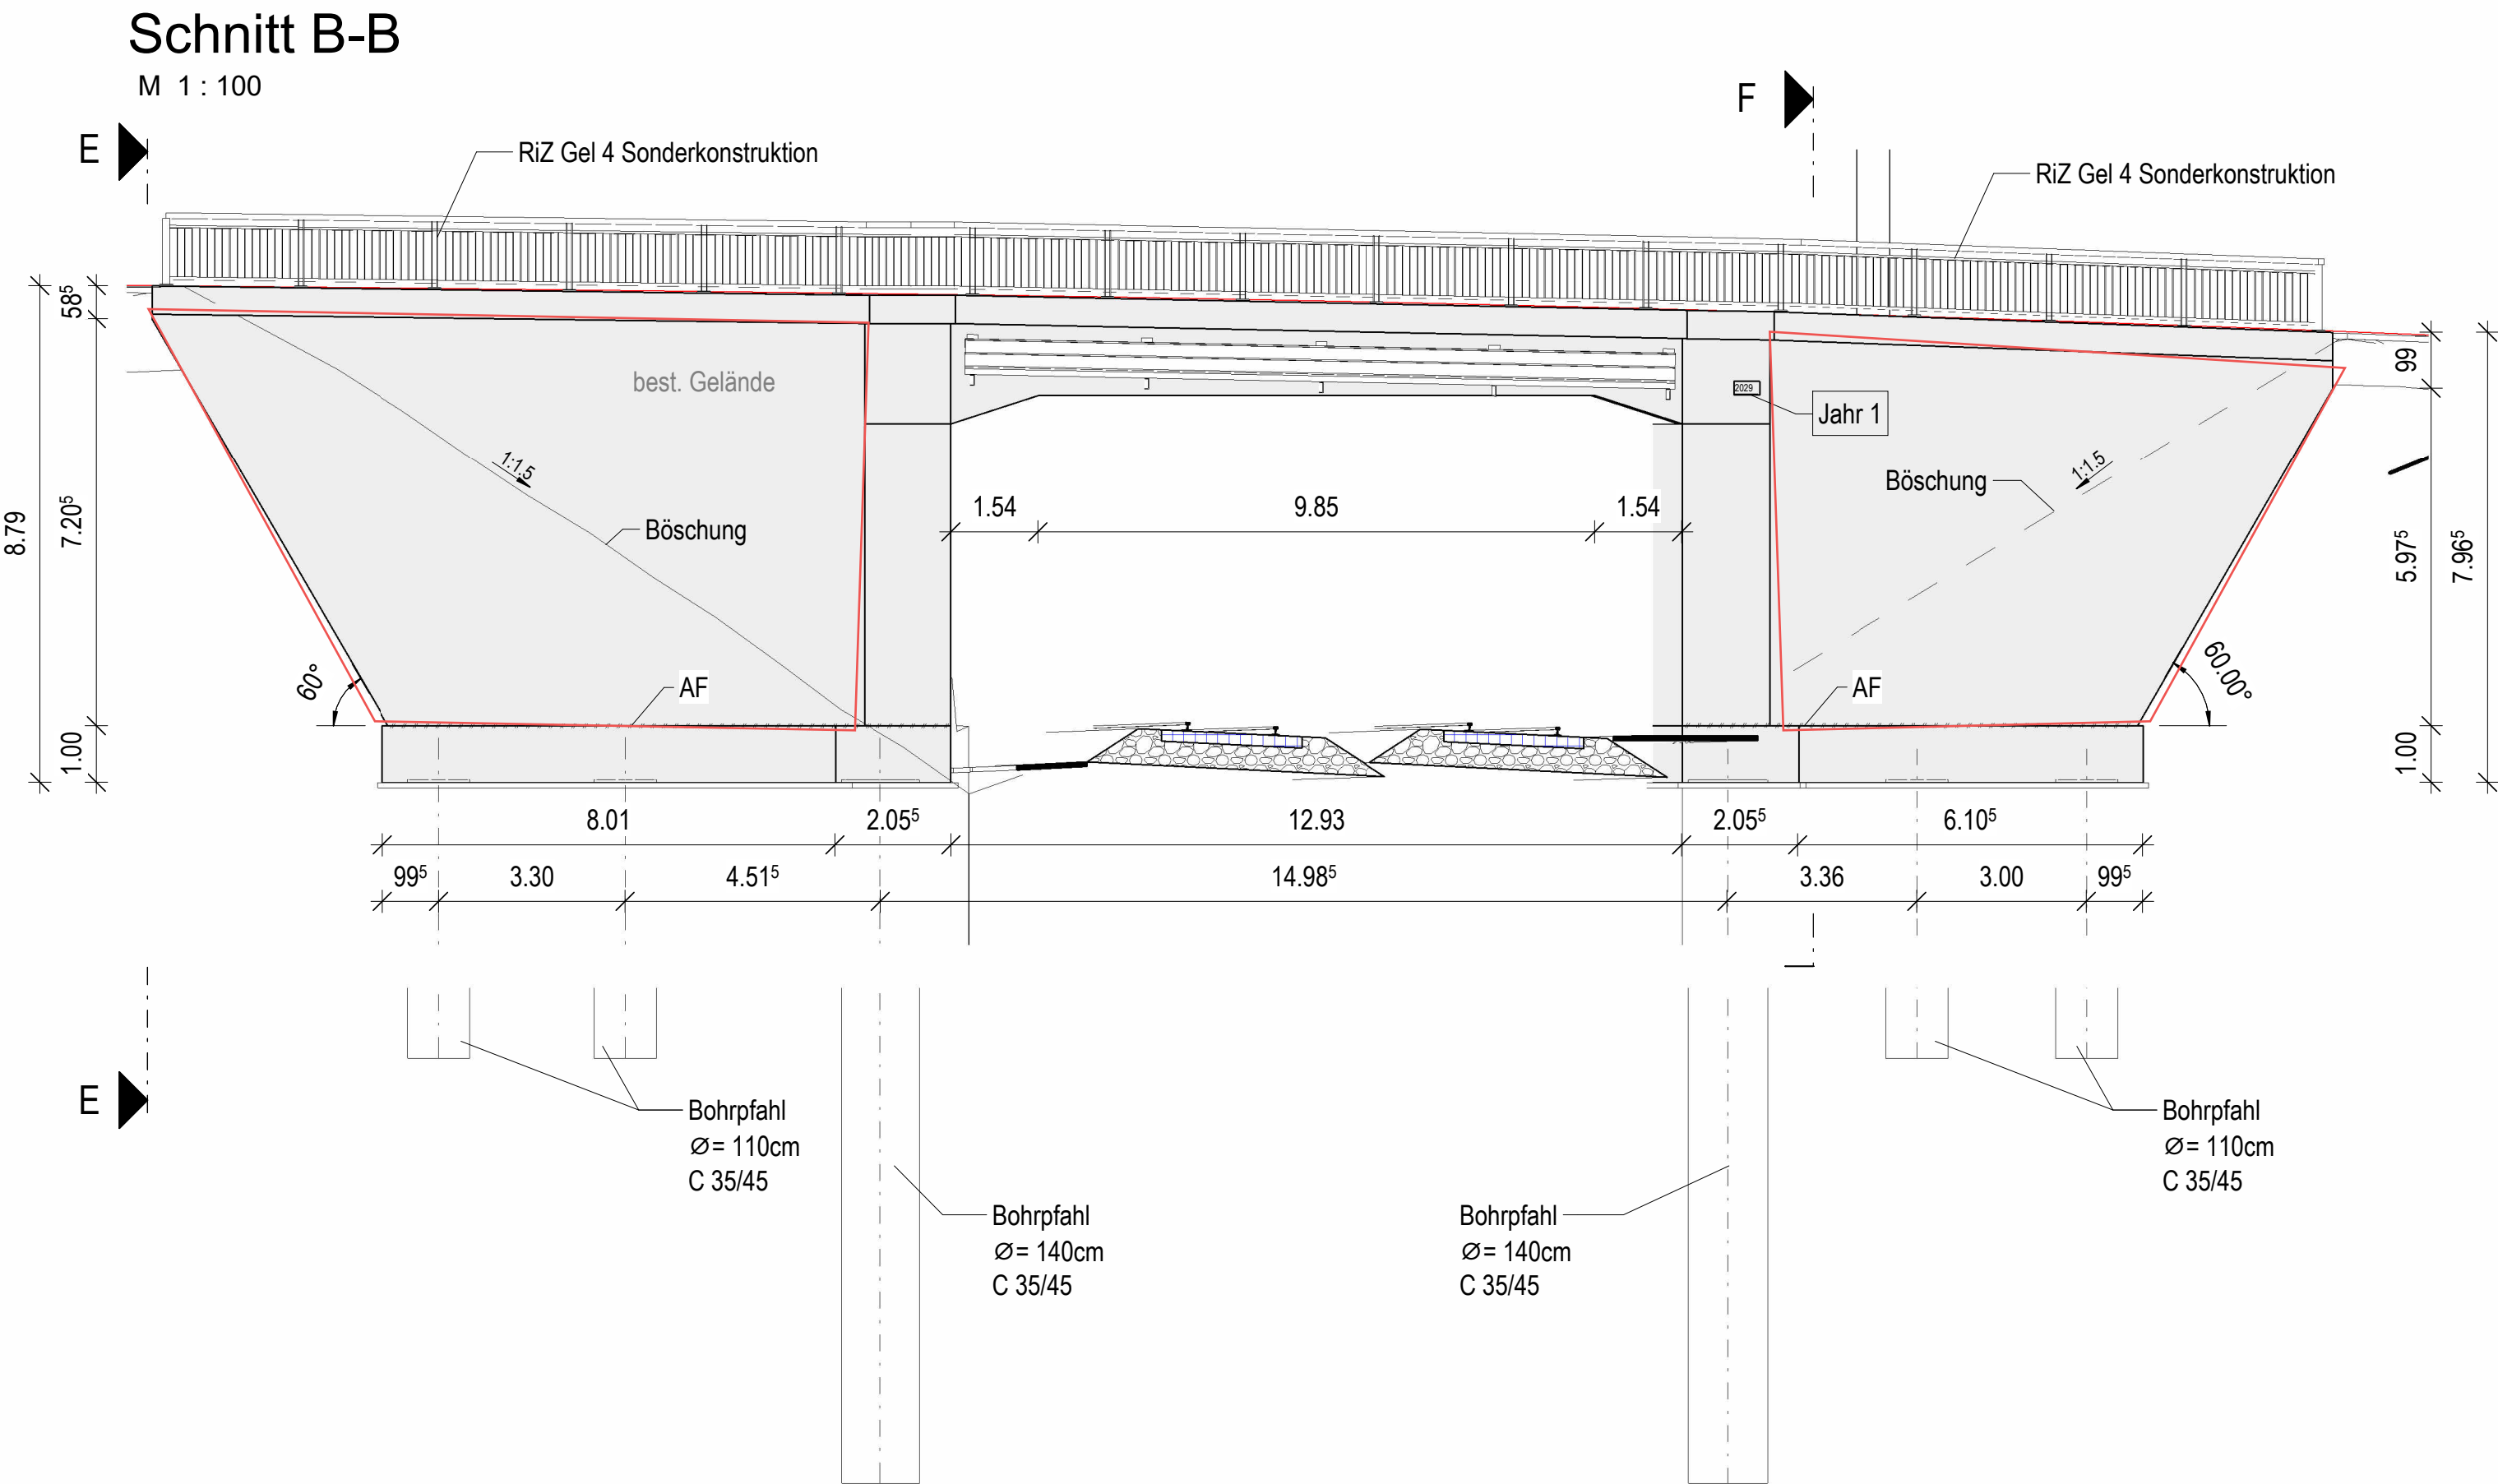 Schnitt B-B
M 1 : 100
E
F
RiZ Gel 4 Sonderkonstruktion
RiZ Gel 4 Sonderkonstruktion
58⁵
8.79
7.20⁵
1.00
best. Gelände
1:1.5
Böschung
60°
AF
1.54
9.85
1.54
2029
Jahr 1
Böschung
1:1.5
AF
60.00°
99
5.97⁵
7.96⁵
1.00
8.01
2.05⁵
12.93
2.05⁵
6.10⁵
99⁵
3.30
4.51⁵
14.98⁵
3.36
3.00
99⁵
E
Bohrpfahl
Ø= 110cm
C 35/45
Bohrpfahl
Ø= 140cm
C 35/45
Bohrpfahl
Ø= 140cm
C 35/45
Bohrpfahl
Ø= 110cm
C 35/45